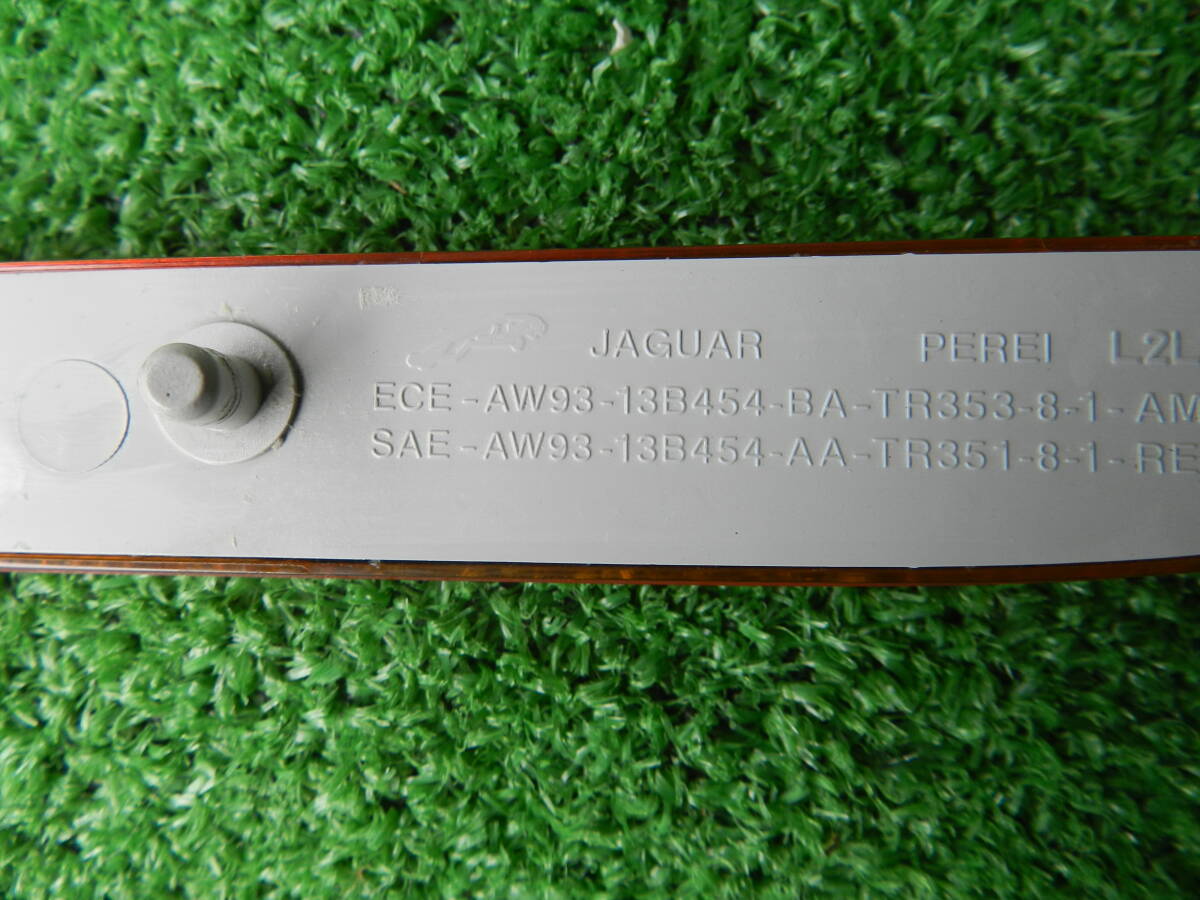 JAGUAR PEREI L2L
ECE-AW93-13B454-BA-TR353-8-1-AM
SAE-AW93-13B454-AA-TR351-8-1-RE